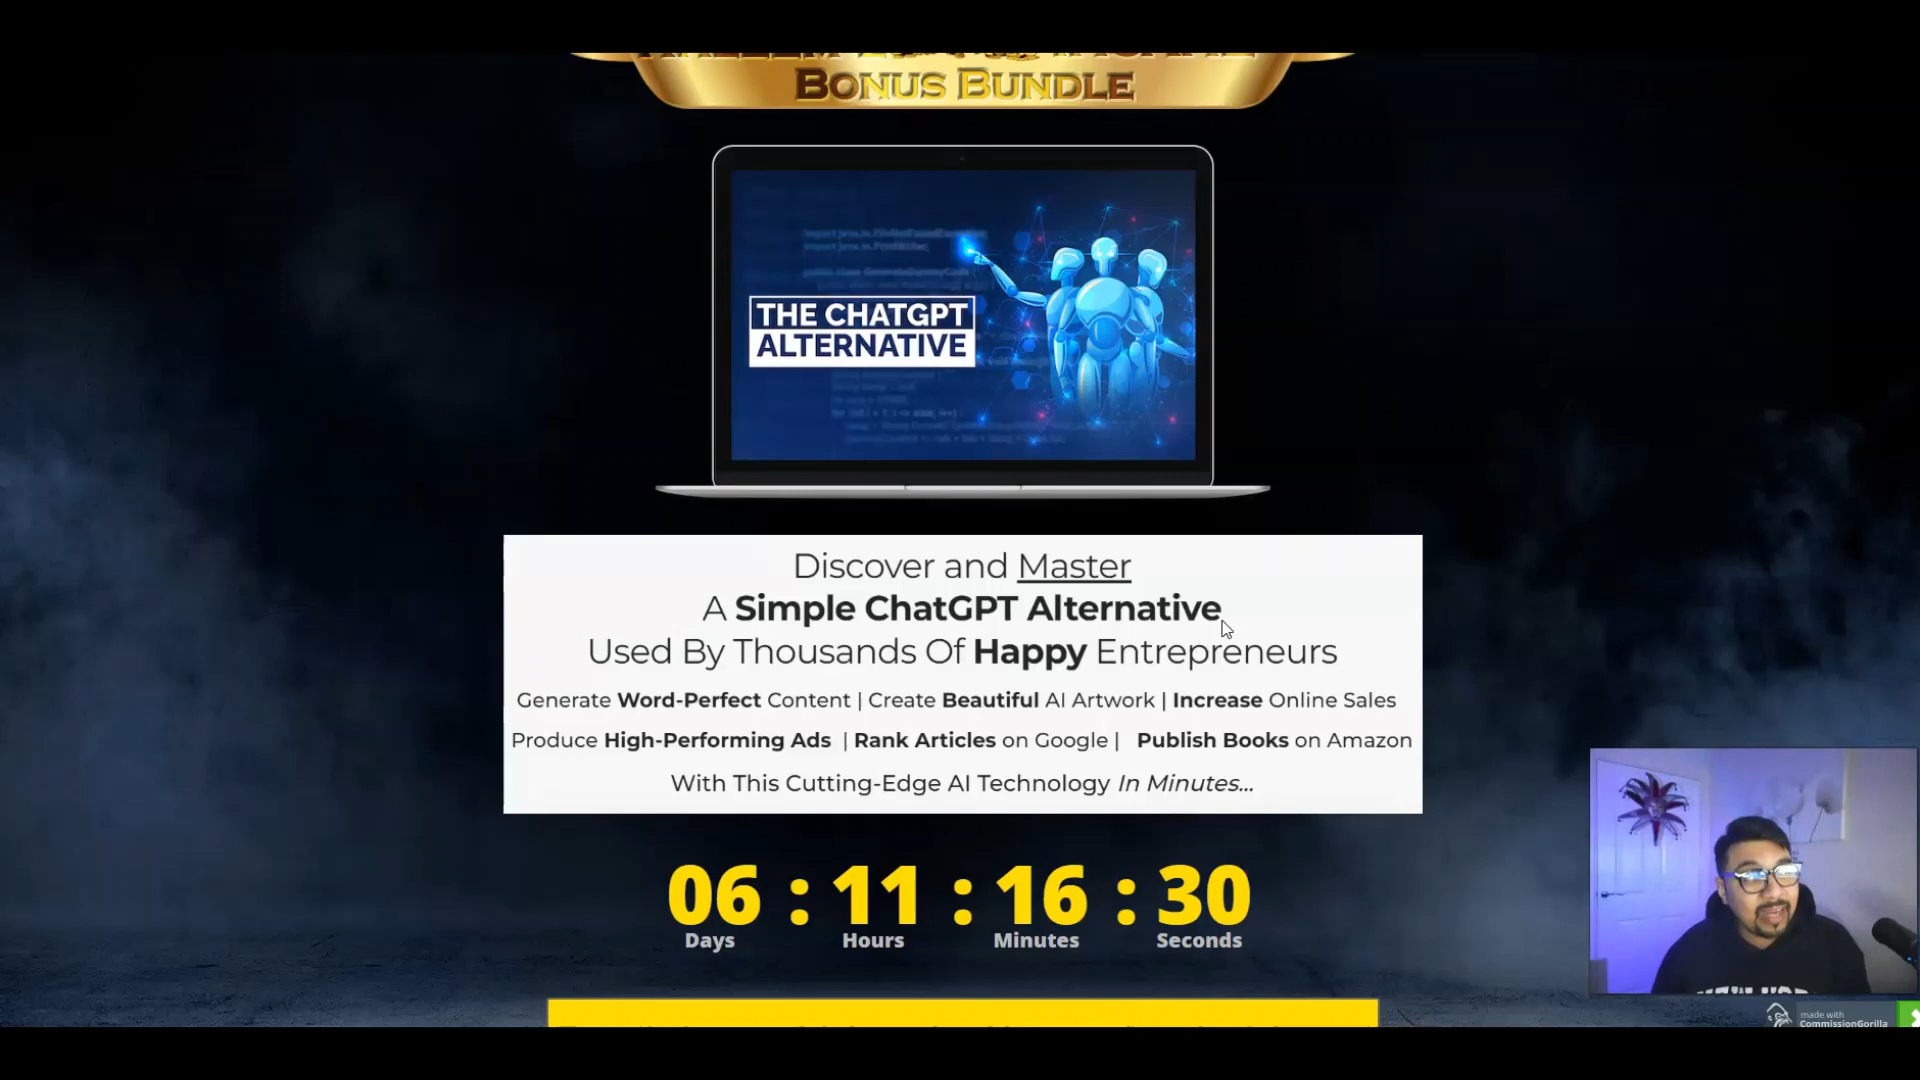 BONUS BUNDLE
THE CHATGPT
ALTERNATIVE
Discover and Master
A Simple ChatGPT Alternative
Used By Thousands Of Happy Entrepreneurs
Generate Word-Perfect Content | Create Beautiful AI Artwork | Increase Online Sales
Produce High-Performing Ads | Rank Articles on Google | Publish Books on Amazon
With This Cutting-Edge AI Technology In Minutes...
06 : 11 : 16 : 30
Days Hours Minutes Seconds
made with
CommissionGorilla